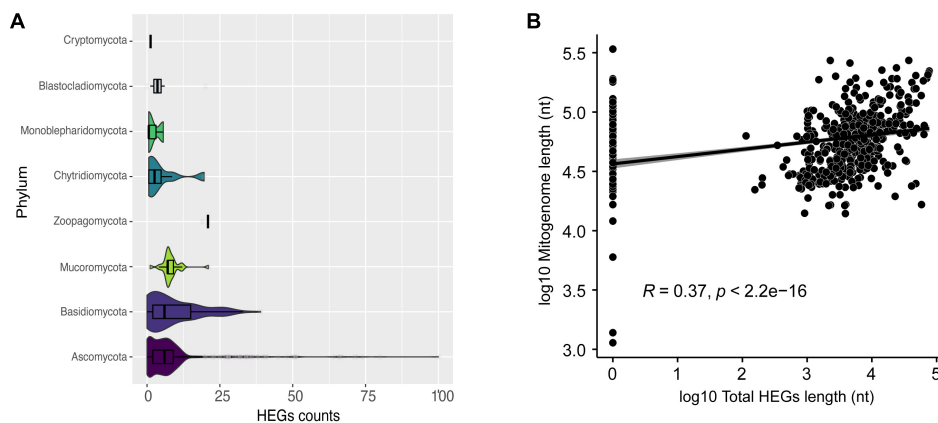 A
Phylum
Cryptomycota
Blastocladiomycota
Monoblepharidomycota
Chytridiomycota
Zoopagomycota
Mucoromycota
Basidiomycota
Ascomycota
0 25 50 75 100
HEGs counts
B
log10 Mitogenome length (nt)
5.5
5.0
4.5
4.0
3.5
3.0
R = 0.37, p < 2.2e−16
0 1 2 3 4 5
log10 Total HEGs length (nt)